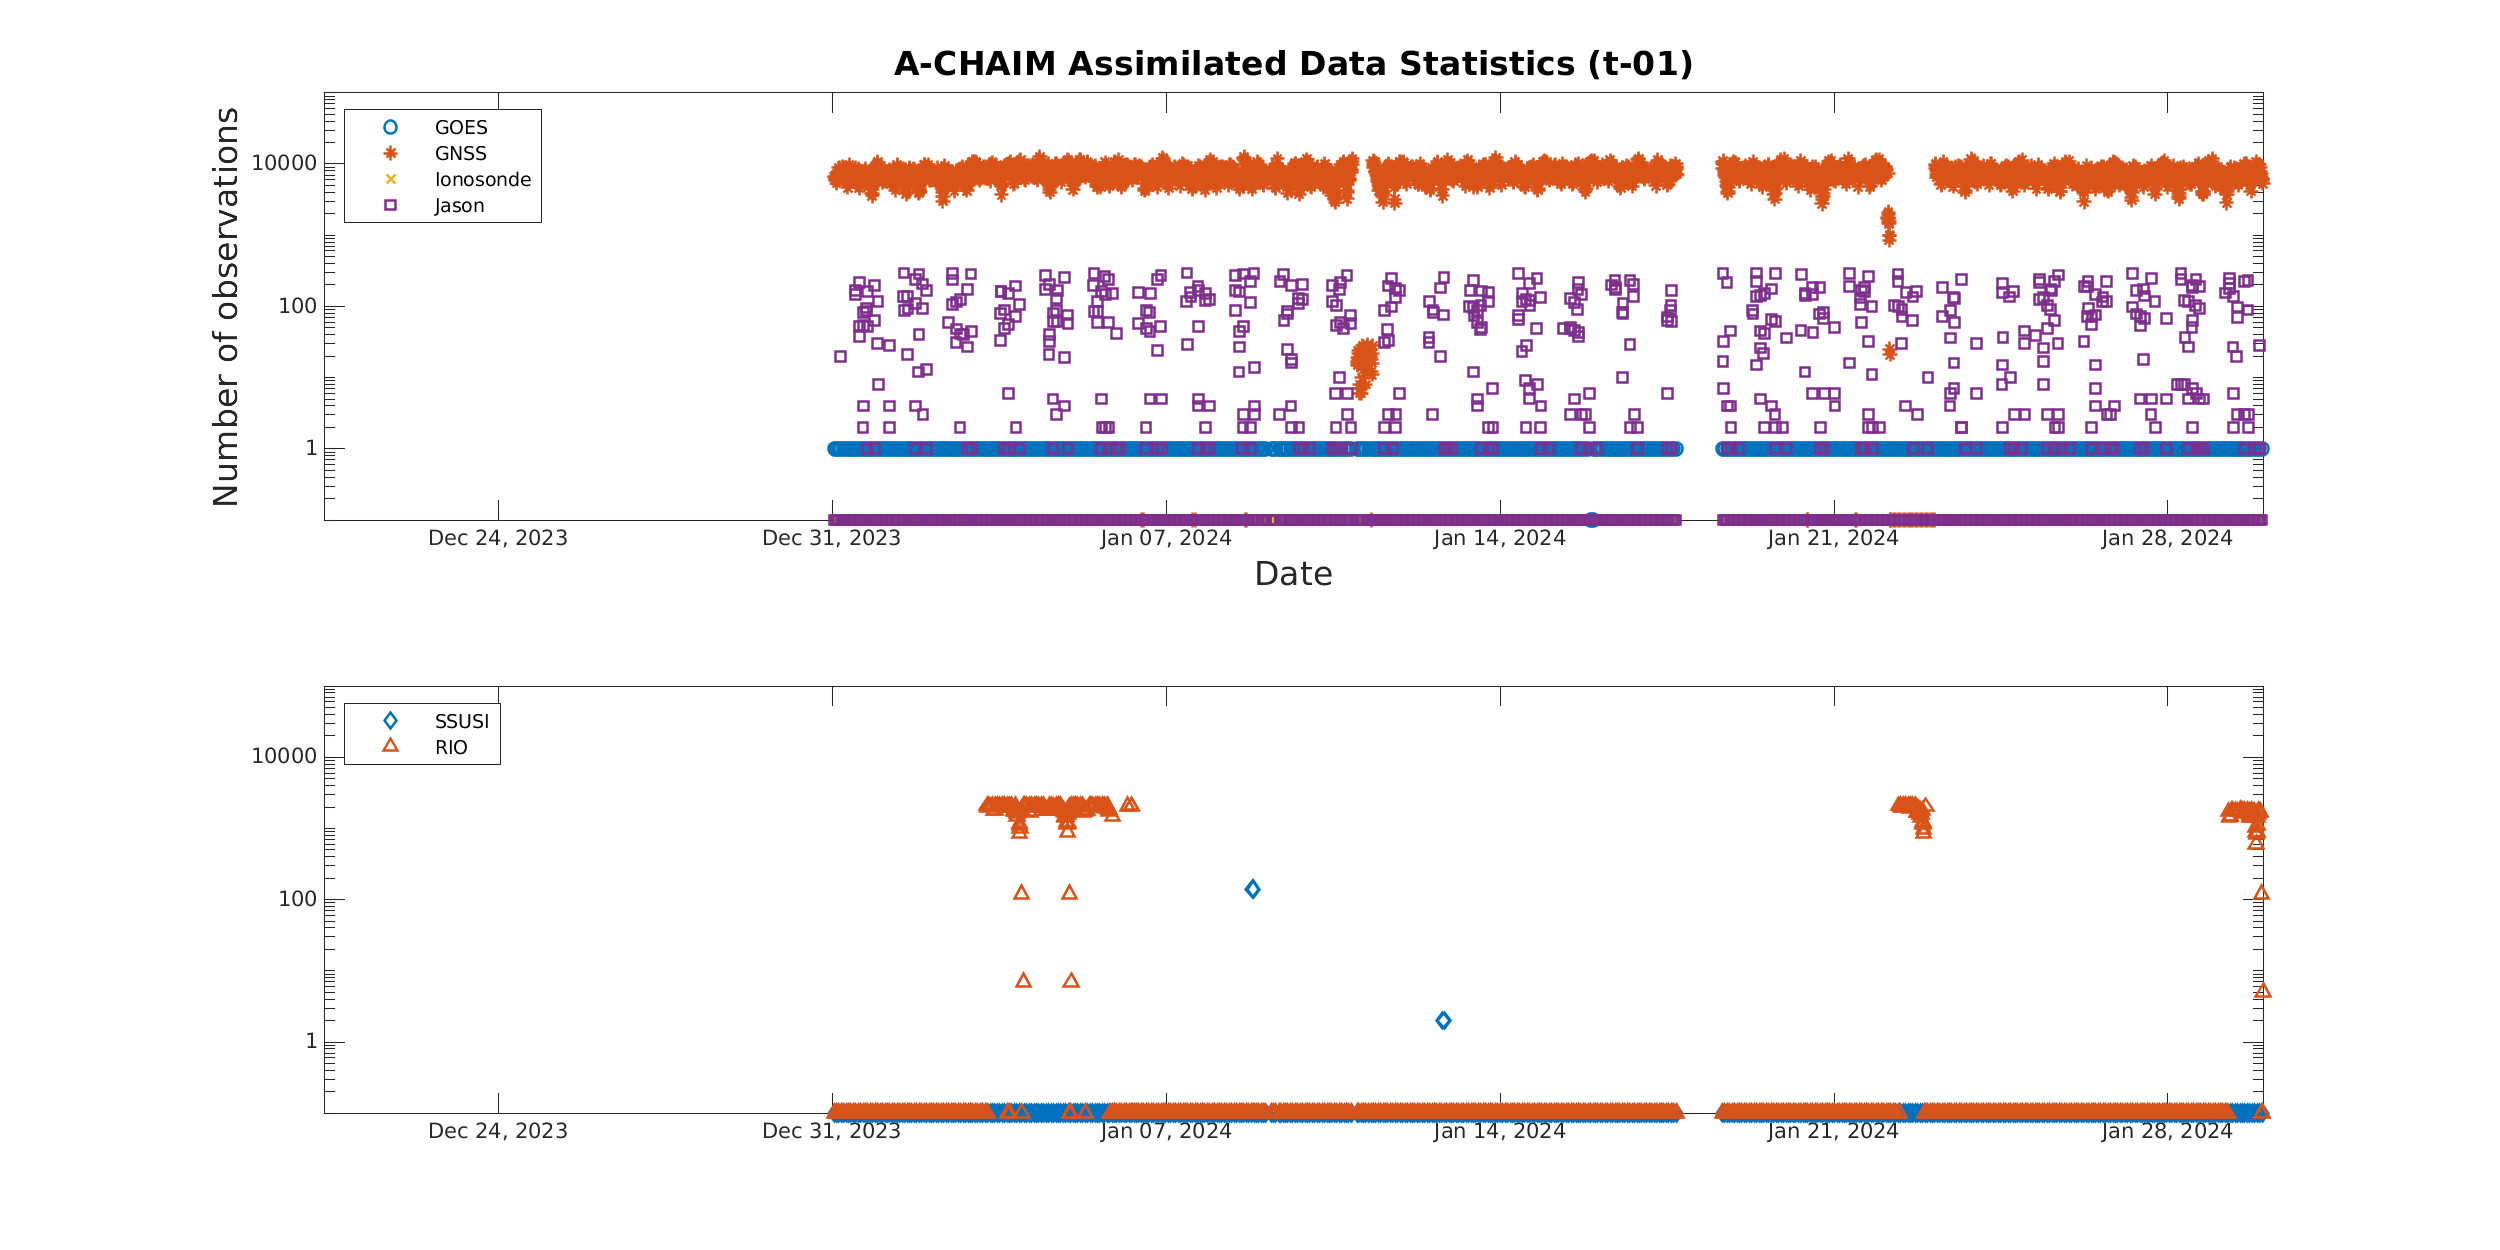 A-CHAIM Assimilated Data Statistics (t-01)
Number of observations
10000
100
1
GOES
GNSS
Ionosonde
Jason
Dec 24, 2023
Dec 31, 2023
Jan 07, 2024
Jan 14, 2024
Jan 21, 2024
Jan 28, 2024
Date
10000
100
1
SSUSI
RIO
Dec 24, 2023
Dec 31, 2023
Jan 07, 2024
Jan 14, 2024
Jan 21, 2024
Jan 28, 2024